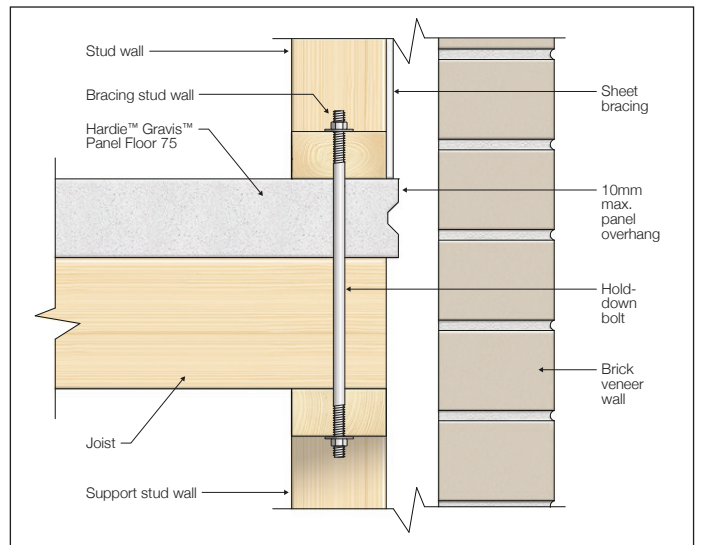 Stud wall
Bracing stud wall
Hardie™ Gravis™
Panel Floor 75
Joist
Support stud wall
Sheet
bracing
10mm
max.
panel
overhang
Hold-
down
bolt
Brick
veneer
wall